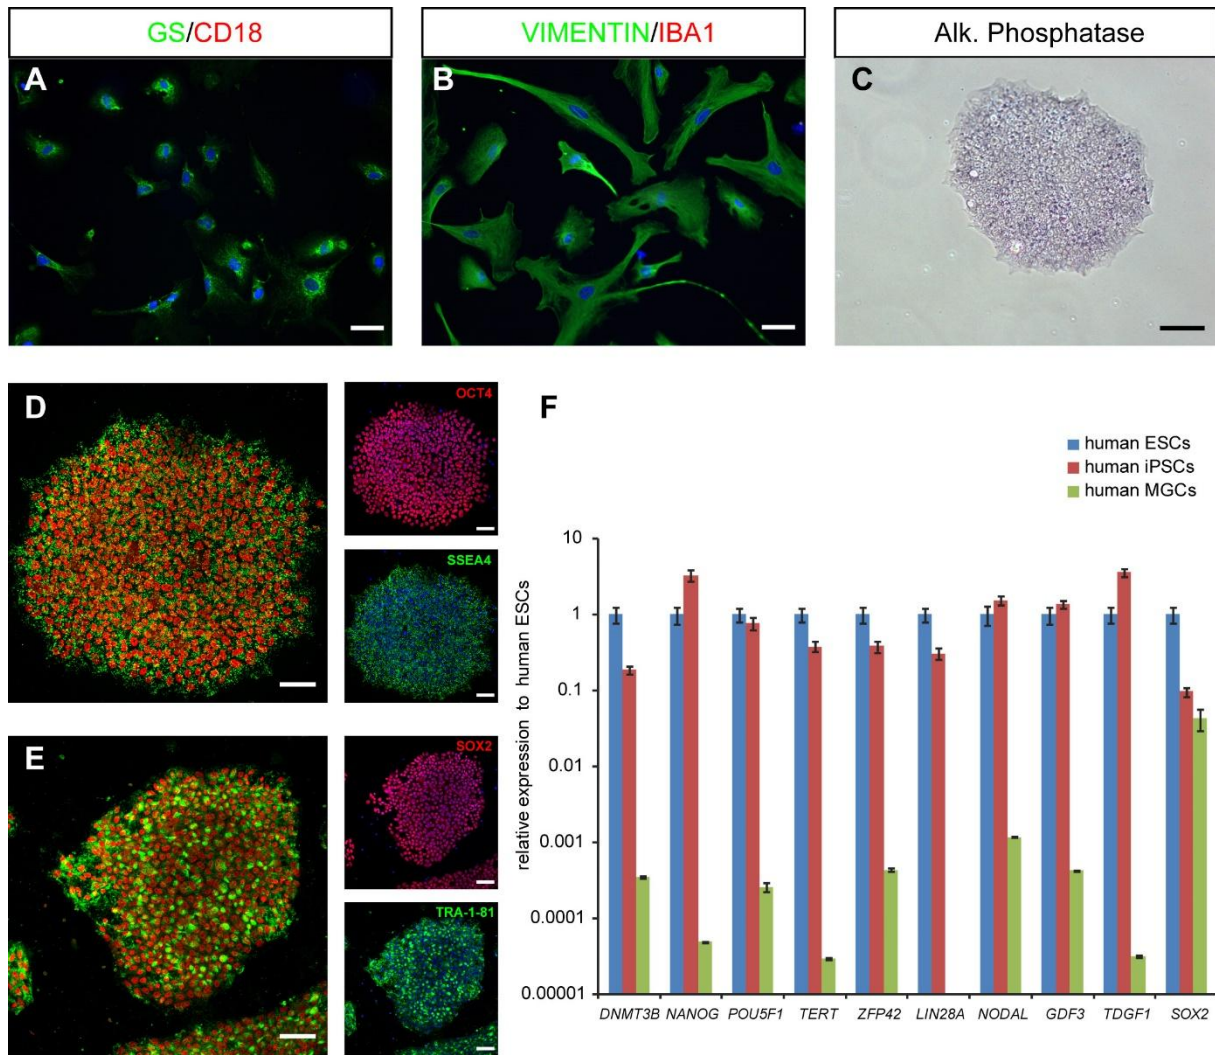 GS/CD18
VIMENTIN/IBA1
Alk. Phosphatase
A
B
C
D
OCT4
SSEA4
E
SOX2
TRA-1-81
F
human ESCs
human iPSCs
human MGCs
relative expression to human ESCs
10
1
0.1
0.01
0.001
0.0001
0.00001
DNMT3B NANOG POU5F1 TERT ZFP42 LIN28A NODAL GDF3 TDGF1 SOX2